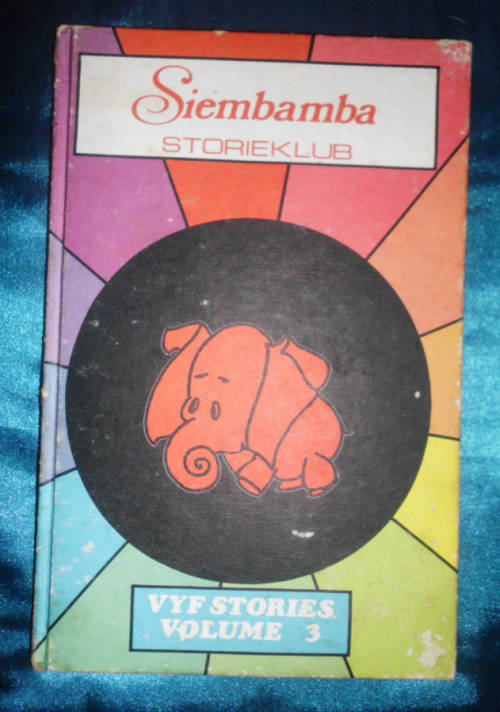 Siembamba
STORIEKLUB
VYF STORIES
VOLUME 3